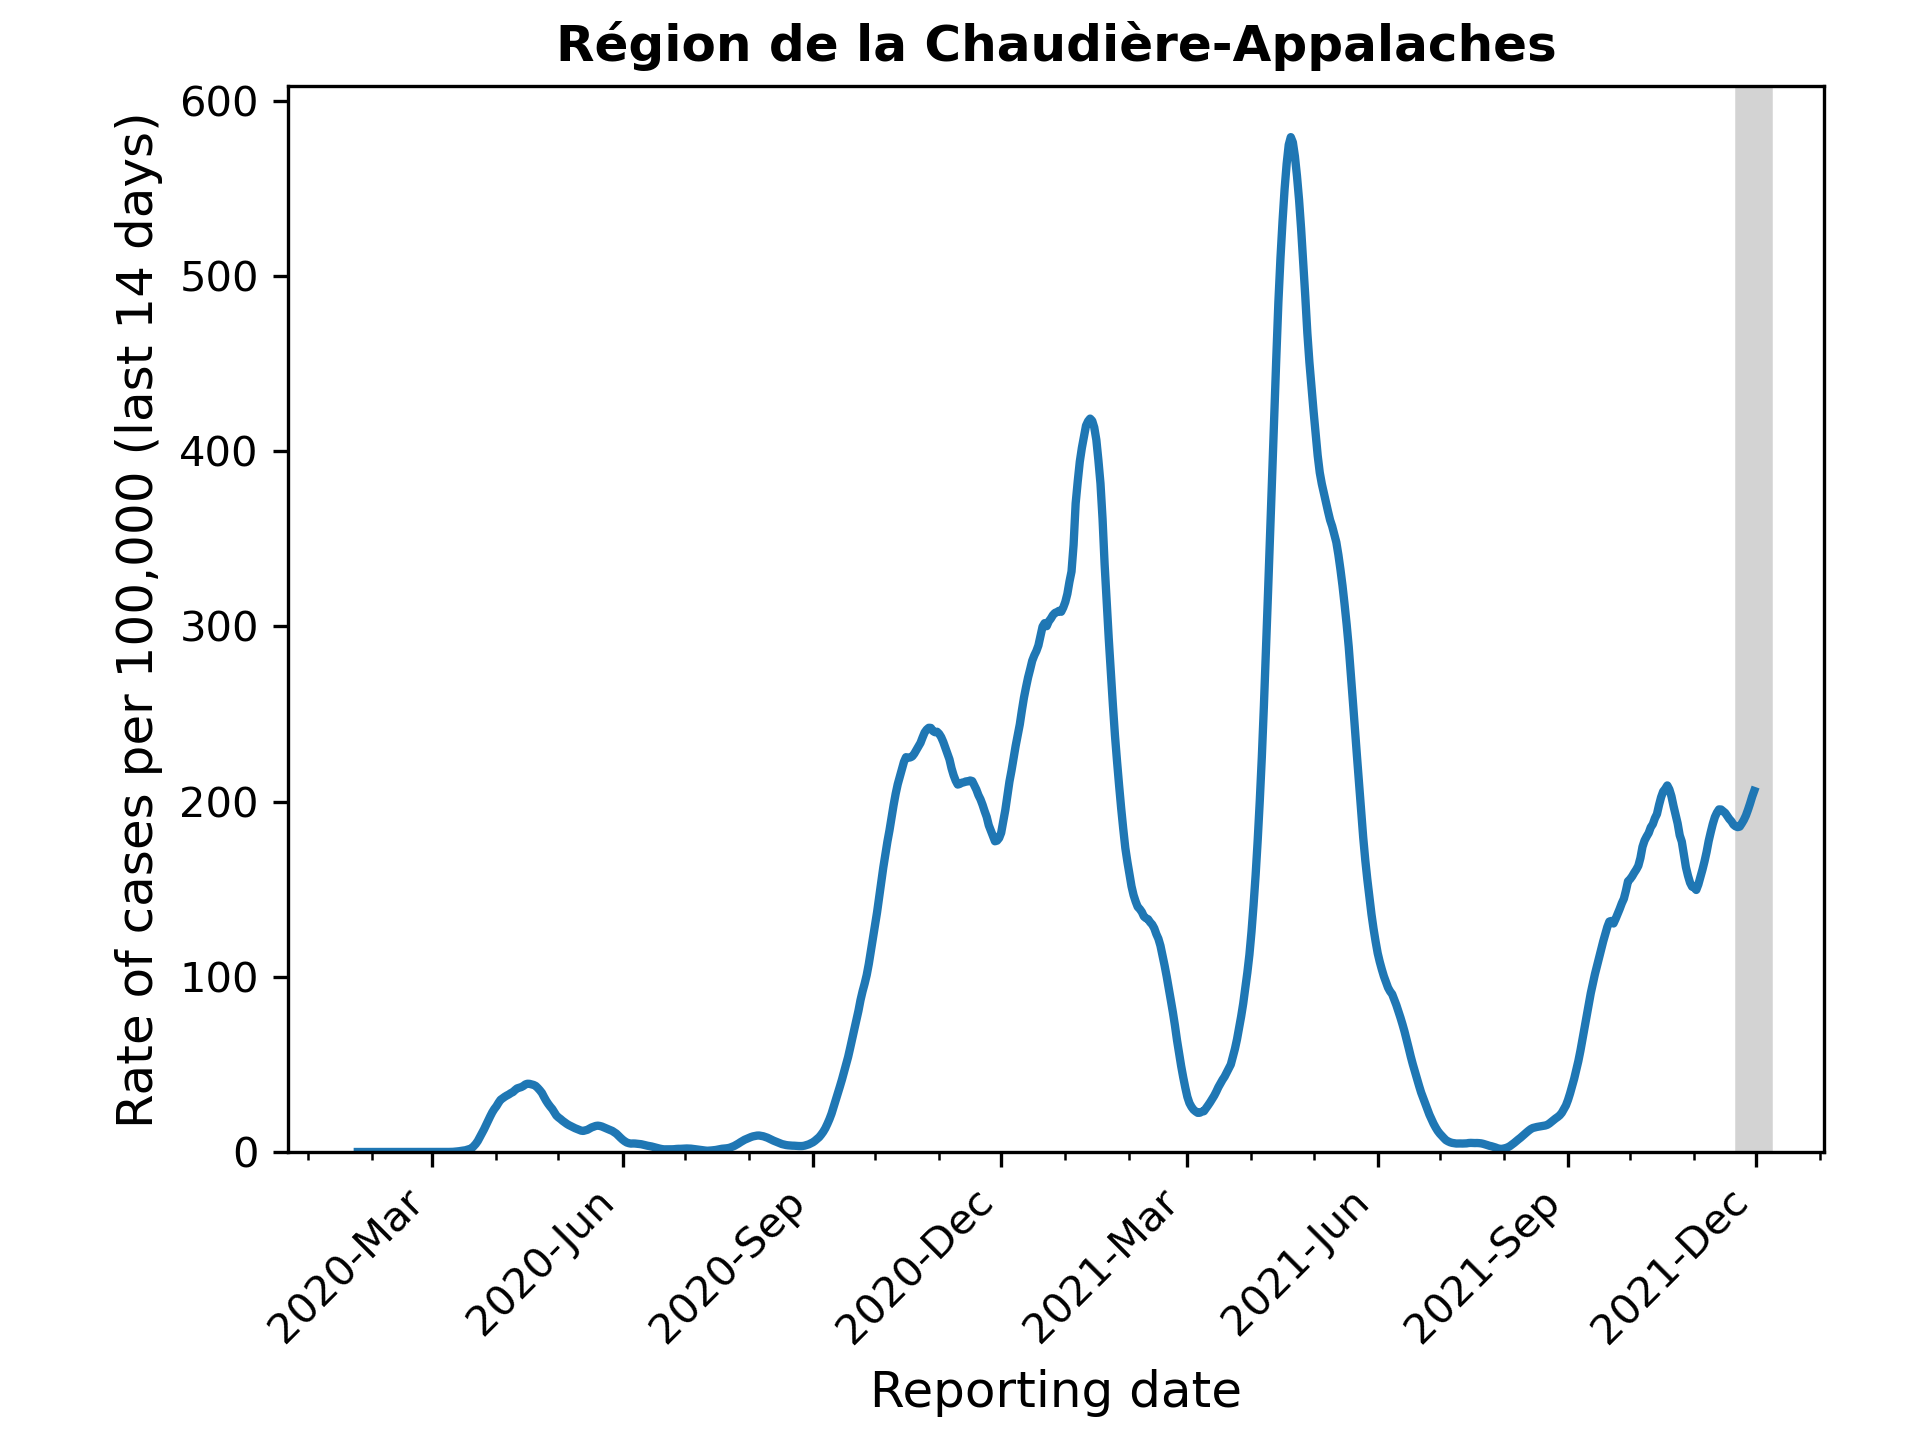 Région de la Chaudière-Appalaches
Rate of cases per 100,000 (last 14 days)
600
500
400
300
200
100
0
2020-Mar
2020-Jun
2020-Sep
2020-Dec
2021-Mar
2021-Jun
2021-Sep
2021-Dec
Reporting date